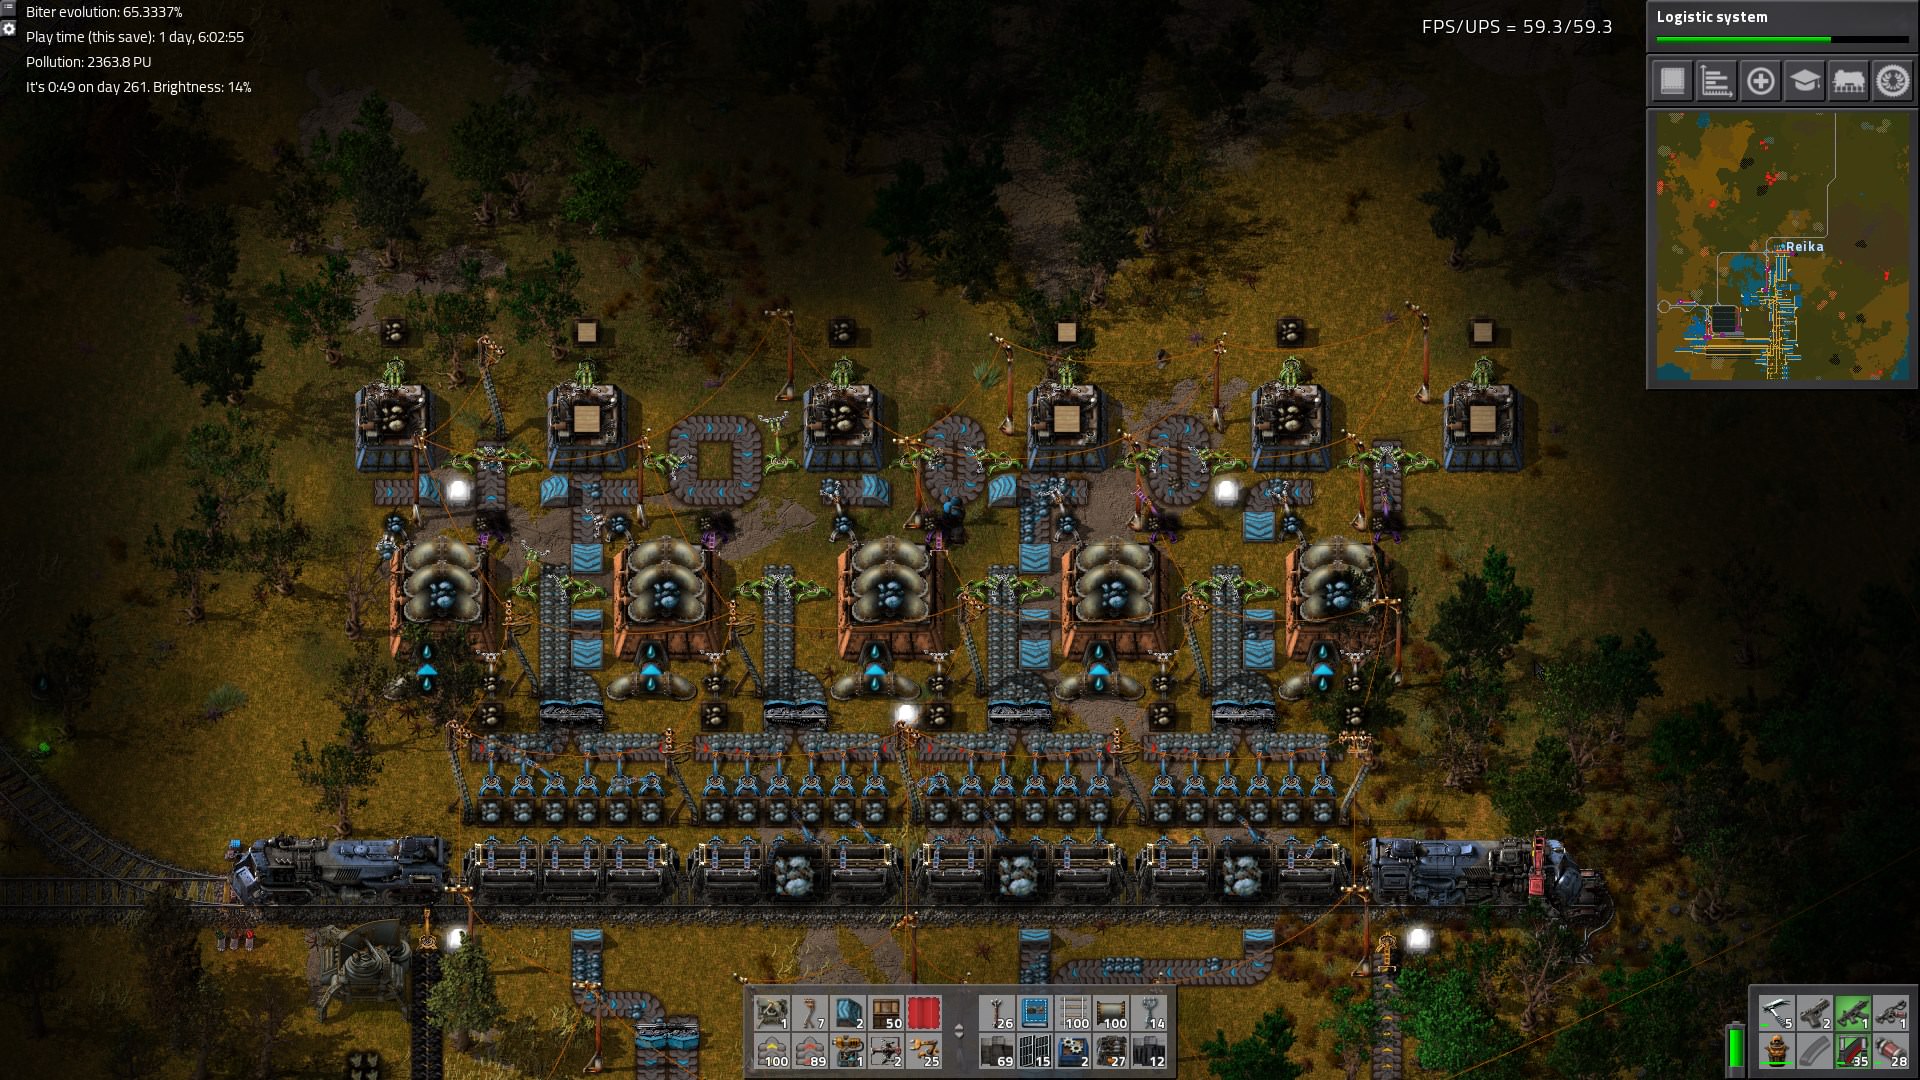 Biter evolution: 65.3337%
Play time (this save): 1 day, 6:02:55
Pollution: 2363.8 PU
It's 0:49 on day 261. Brightness: 14%
FPS/UPS = 59.3/59.3
Logistic system
Reika
1 7 2 50 26 100 100 14
100 89 1 2 25 69 15 2 27 12
5 2 1 1
35 28